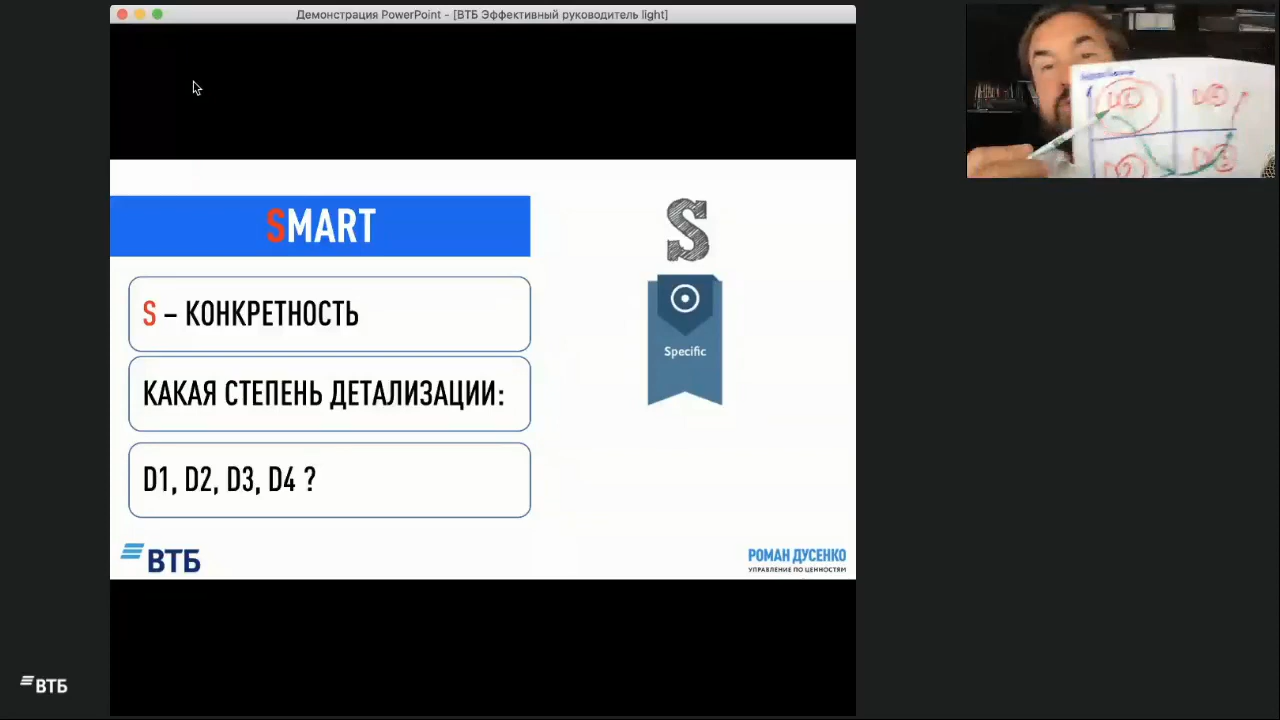 Демонстрация PowerPoint - [ВТБ Эффективный руководитель light]
SMART
S – КОНКРЕТНОСТЬ
КАКАЯ СТЕПЕНЬ ДЕТАЛИЗАЦИИ:
D1, D2, D3, D4 ?
S
Specific
ВТБ
РОМАН ДУСЕНКО
УПРАВЛЕНИЕ ПО ЦЕННОСТЯМ
ВТБ